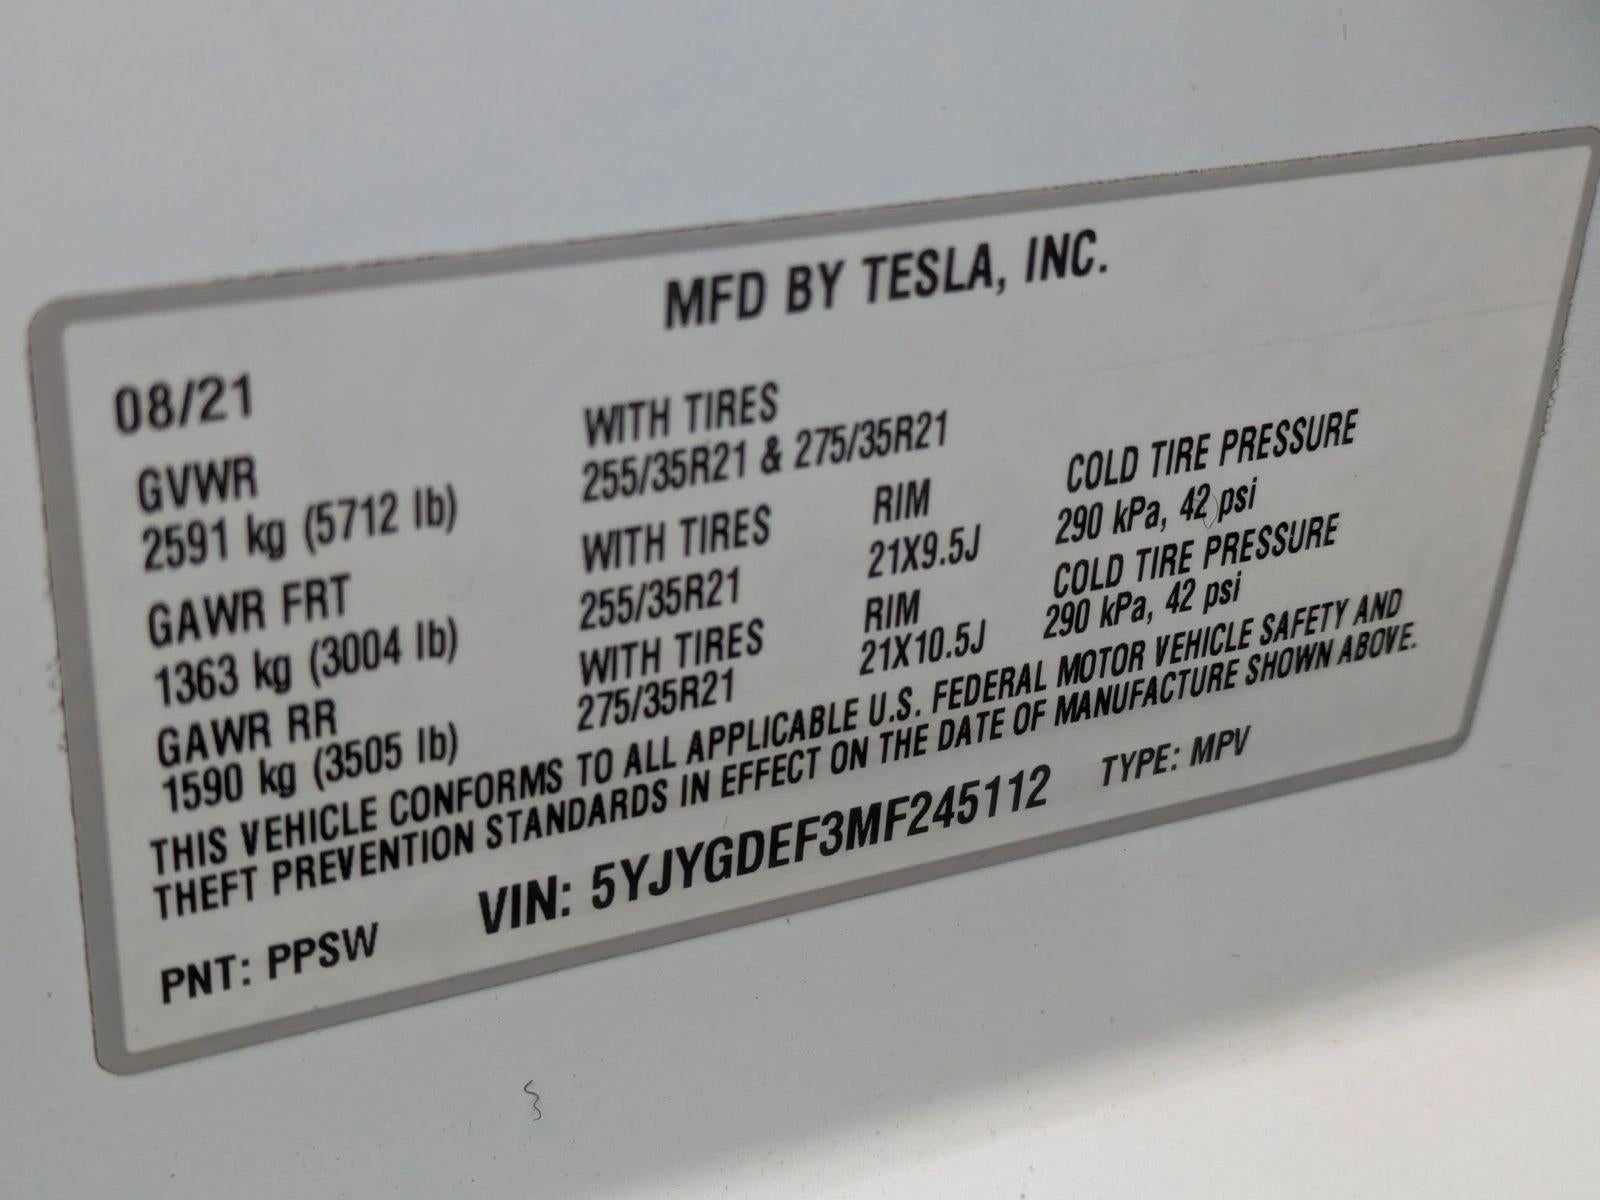 MFD BY TESLA, INC.
08/21
GVWR
2591 kg (5712 lb)
WITH TIRES
255/35R21 & 275/35R21
GAWR FRT
1363 kg (3004 lb)
WITH TIRES
255/35R21
RIM
21X9.5J
COLD TIRE PRESSURE
290 kPa, 42 psi
GAWR RR
1590 kg (3505 lb)
WITH TIRES
275/35R21
RIM
21X10.5J
COLD TIRE PRESSURE
290 kPa, 42 psi
THIS VEHICLE CONFORMS TO ALL APPLICABLE U.S. FEDERAL MOTOR VEHICLE SAFETY AND
THEFT PREVENTION STANDARDS IN EFFECT ON THE DATE OF MANUFACTURE SHOWN ABOVE.
PNT: PPSW VIN: 5YJYGDEF3MF245112 TYPE: MPV